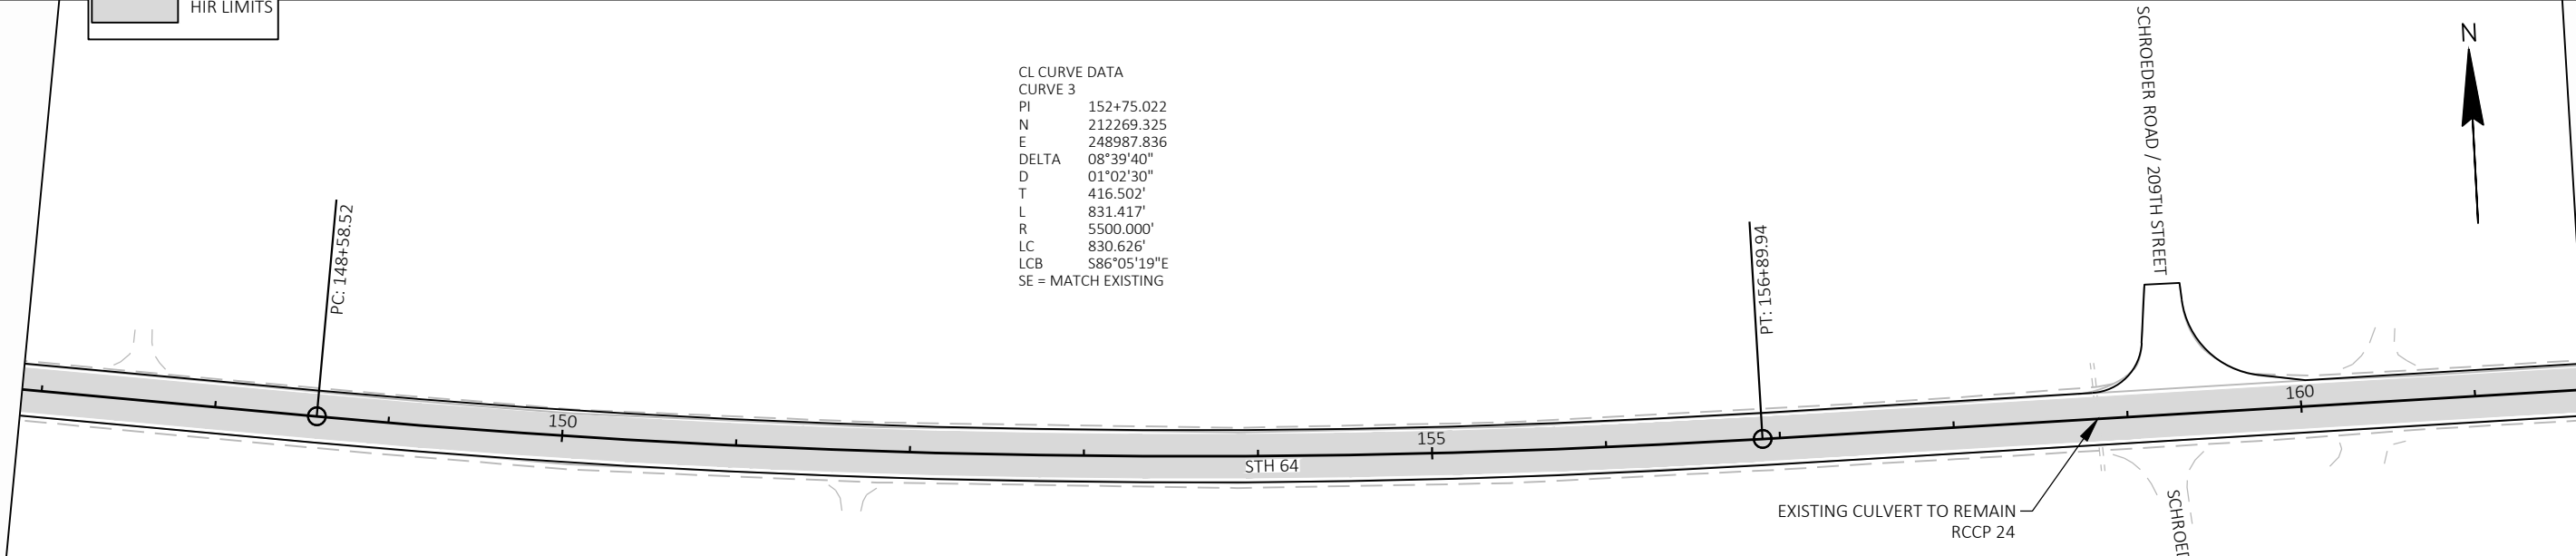 HIR LIMITS
CL CURVE DATA
CURVE 3
PI 152+75.022
N 212269.325
E 248987.836
DELTA 08°39'40"
D 01°02'30"
T 416.502'
L 831.417'
R 5500.000'
LC 830.626'
LCB S86°05'19"E
SE = MATCH EXISTING
PC: 148+58.52
PT: 156+89.94
SCHROEDER ROAD / 209TH STREET
N
150
155
160
STH 64
EXISTING CULVERT TO REMAIN
RCCP 24
SCHROE